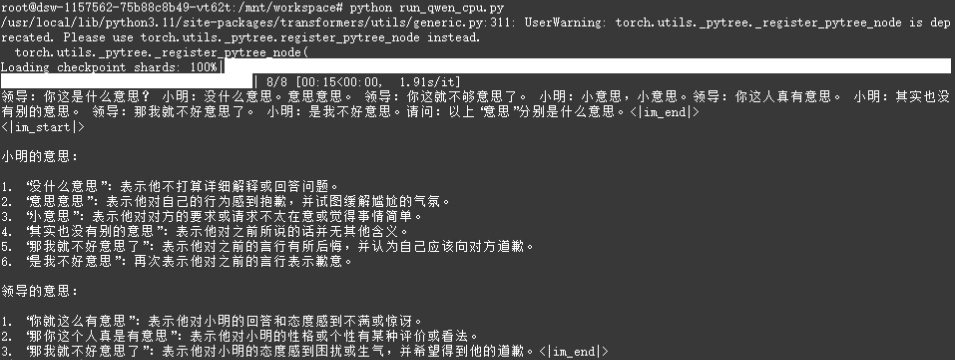 root@dsw-1157562-75b88c8b49-vt62t:/mnt/workspace# python run_qwen_cpu.py
/usr/local/lib/python3.11/site-packages/transformers/utils/generic.py:311: UserWarning: torch.utils._pytree._register_pytree_node is dep
recated. Please use torch.utils._pytree.register_pytree_node instead.
  torch.utils._pytree._register_pytree_node(
Loading checkpoint shards: 100%|
| 8/8 [00:15<00:00,  1.91s/it]
领导：你这是什么意思？ 小明：没什么意思。意思意思。 领导：你这就不够意思了。 小明：小意思，小意思。领导：你这人真有意思。 小明：其实也没
有别的意思。 领导：那我就不好意思了。 小明：是我不好意思。请问：以上“意思”分别是什么意思。<|im_end|>
<|im_start|>
小明的意思：
1. “没什么意思”：表示他不打算详细解释或回答问题。
2. “意思意思”：表示他对自己的行为感到抱歉，并试图缓解尴尬的气氛。
3. “小意思”：表示他对对方的要求或请求不太在意或觉得事情简单。
4. “其实也没有别的意思”：表示他对之前所说的话并无其他含义。
5. “那我就不好意思了”：表示他对之前的言行有所后悔，并认为自己应该向对方道歉。
6. “是我不好意思”：再次表示他对之前的言行表示歉意。
领导的意思：
1. “你就这么有意思”：表示他对小明的回答和态度感到不满或惊讶。
2. “那你这个人真是有意思”：表示他对小明的性格或个性有某种评价或看法。
3. “那我就不好意思了”：表示他对小明的态度感到困扰或生气，并希望得到他的道歉。<|im_end|>